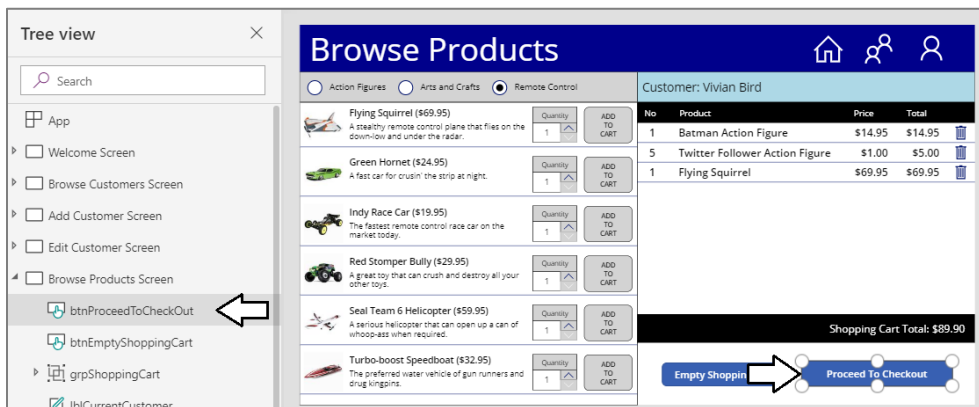 Tree view
Search
App
Welcome Screen
Browse Customers Screen
Add Customer Screen
Edit Customer Screen
Browse Products Screen
btnProceedToCheckOut
btnEmptyShoppingCart
grpShoppingCart
lblCurrentCustomer
Browse Products
Action Figures Arts and Crafts Remote Control
Flying Squirrel ($69.95)
A stealthy remote control plane that flies on the
down-low and under the radar.
Quantity
1
ADD
TO
CART
Green Hornet ($24.95)
A fast car for crusin' the strip at night.
Quantity
1
ADD
TO
CART
Indy Race Car ($19.95)
The fastest remote control race car on the
market today.
Quantity
1
ADD
TO
CART
Red Stomper Bully ($29.95)
A great toy that can crush and destroy all your
other toys.
Quantity
1
ADD
TO
CART
Seal Team 6 Helicopter ($59.95)
A serious helicopter that can open up a can of
whoop-ass when required.
Quantity
1
ADD
TO
CART
Turbo-boost Speedboat ($32.95)
The preferred water vehicle of gun runners and
drug kingpins.
Quantity
1
ADD
TO
CART
Customer: Vivian Bird
No Product Price Total
1 Batman Action Figure $14.95 $14.95
5 Twitter Follower Action Figure $1.00 $5.00
1 Flying Squirrel $69.95 $69.95
Shopping Cart Total: $89.90
Empty Shoppin
Proceed To Checkout